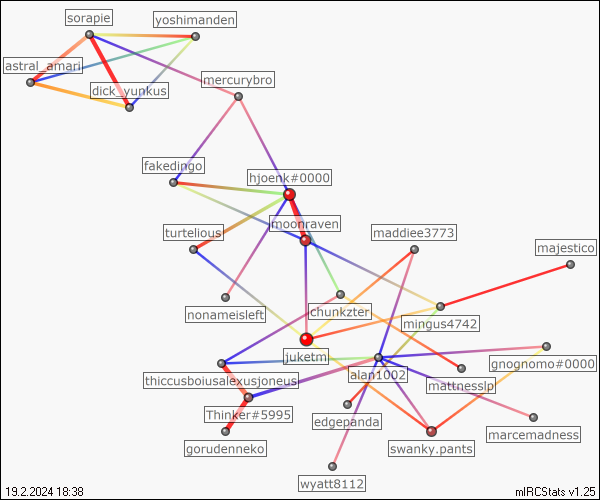 sorapie
yoshimanden
astral_amari
dick_yunkus
mercurybro
fakedingo
hjoenk#0000
moonraven
turtelious
maddiee3773
majestico
nonameisleft
chunkzter
mingus4742
juketm
alan1002
gnognomo#0000
thiccusboiusalexusjoneus
mattnesslp
Thinker#5995
edgepanda
gorudenneko
swanky.pants
marcemadness
wyatt8112
19.2.2024 18:38
mIRCStats v1.25